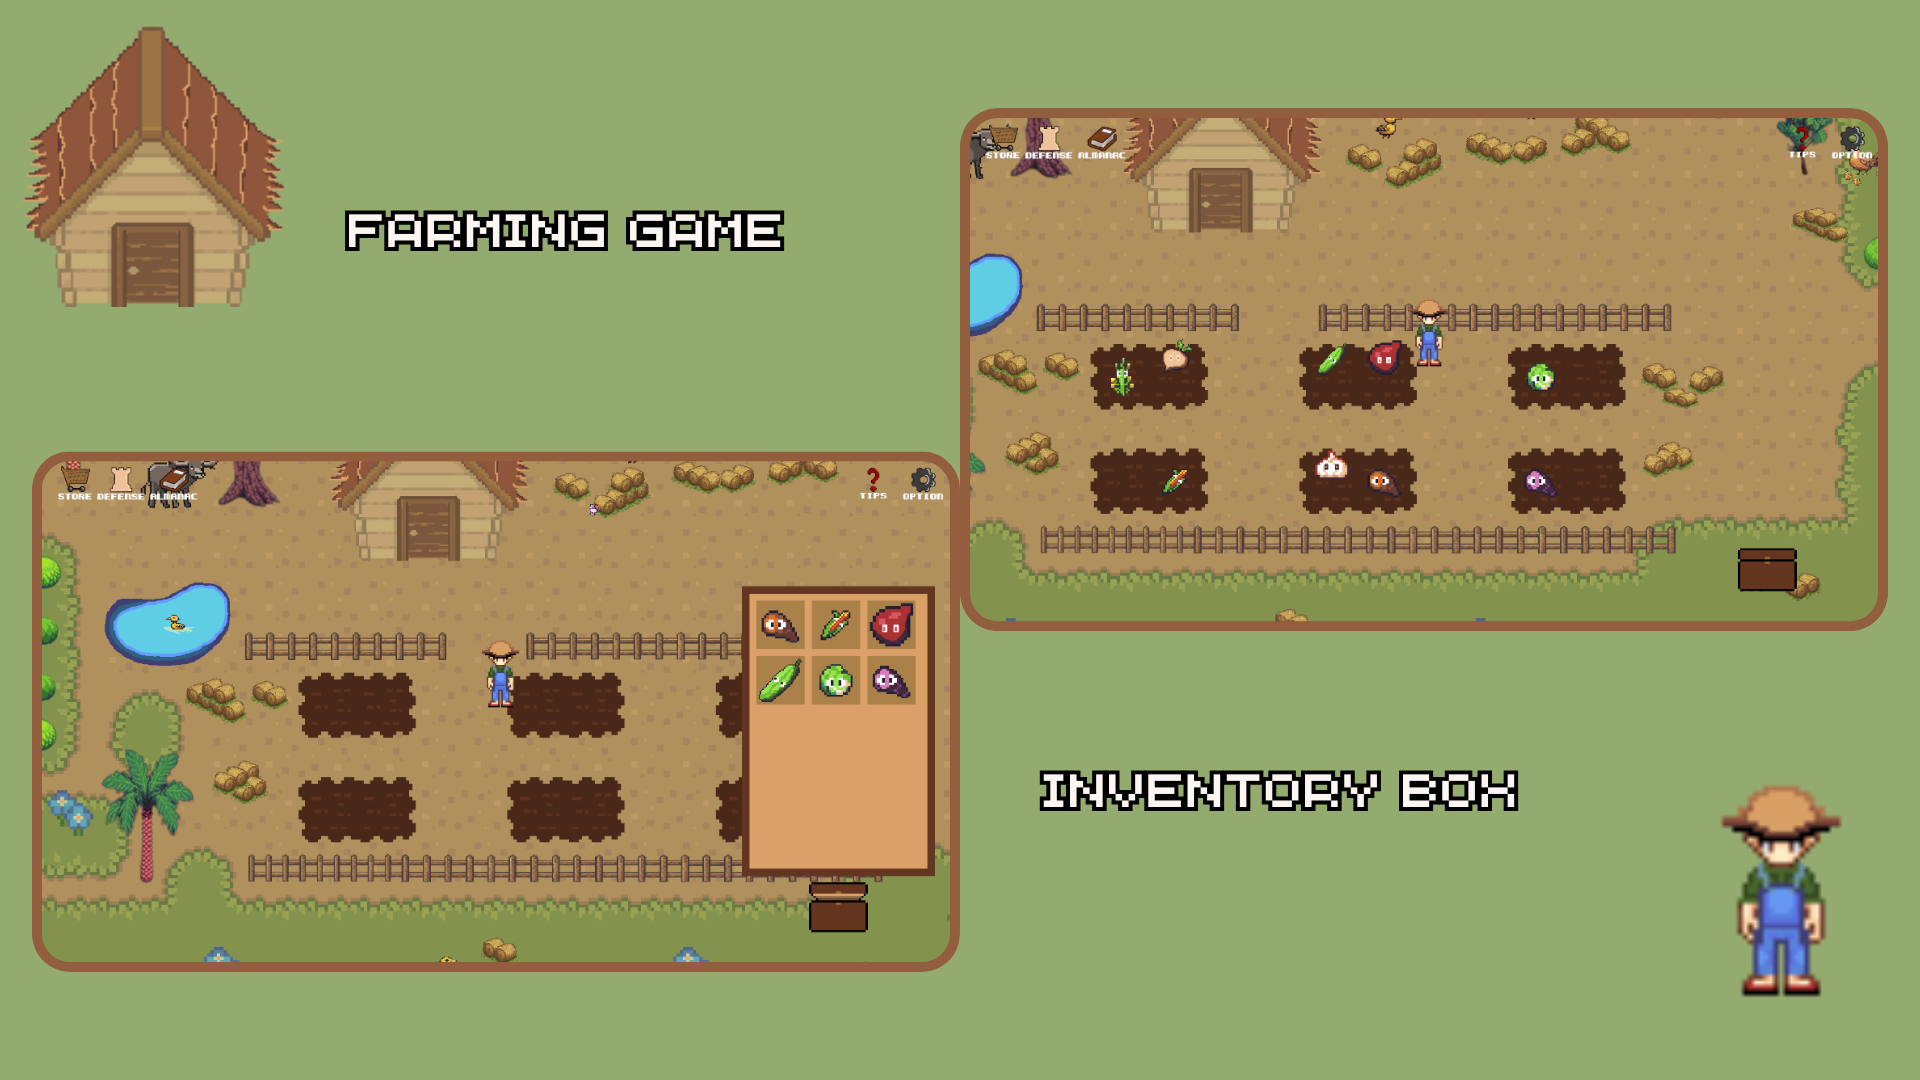 FARMING GAME
STORE DEFENSE ALMANAC
TIPS OPTION
STORE DEFENSE ALMANAC
TIPS OPTION
INVENTORY BOX